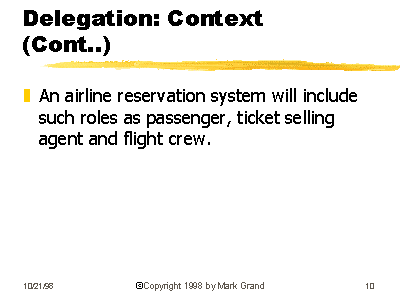 Delegation: Context
(Cont..)
An airline reservation system will include
such roles as passenger, ticket selling
agent and flight crew.
10/21/98 ©Copyright 1998 by Mark Grand 10